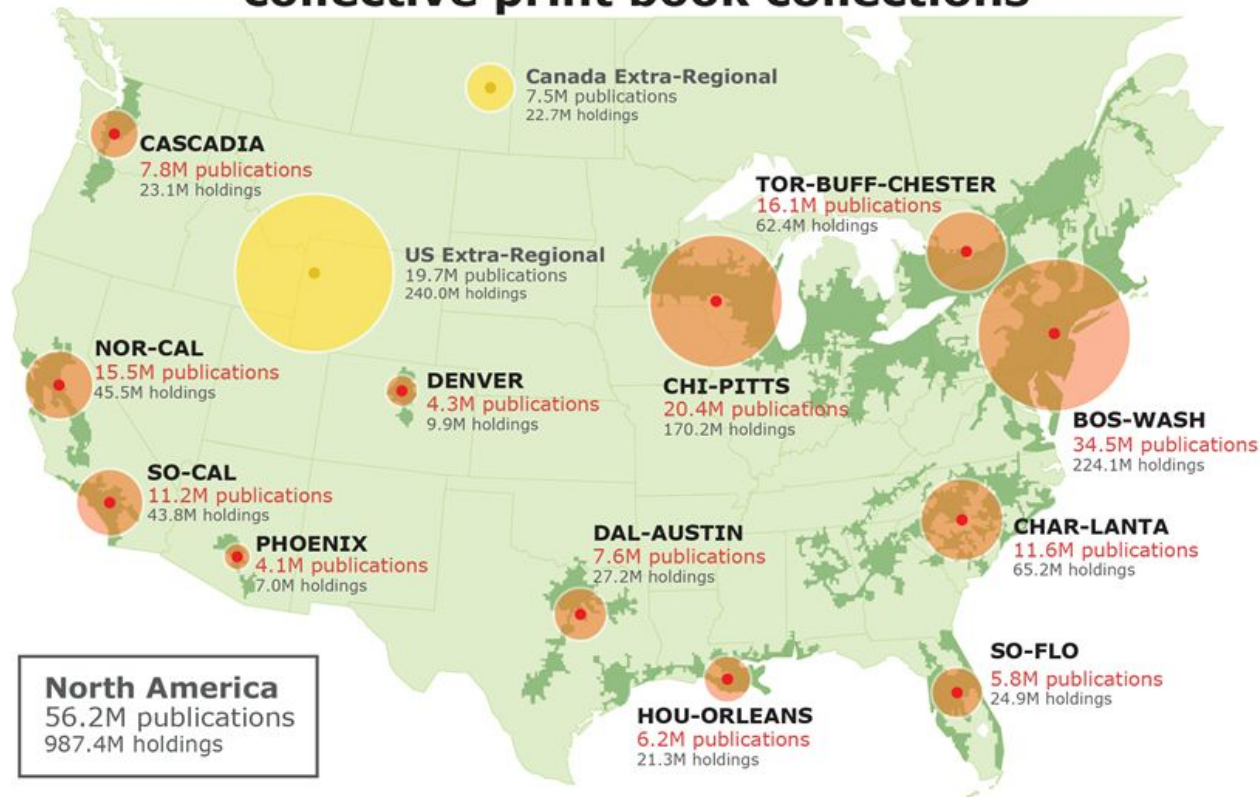 collective print book collections
Canada Extra-Regional
7.5M publications
22.7M holdings
CASCADIA
7.8M publications
23.1M holdings
TOR-BUFF-CHESTER
16.1M publications
62.4M holdings
US Extra-Regional
19.7M publications
240.0M holdings
NOR-CAL
15.5M publications
45.5M holdings
DENVER
4.3M publications
9.9M holdings
CHI-PITTS
20.4M publications
170.2M holdings
BOS-WASH
34.5M publications
224.1M holdings
SO-CAL
11.2M publications
43.8M holdings
PHOENIX
4.1M publications
7.0M holdings
DAL-AUSTIN
7.6M publications
27.2M holdings
CHAR-LANTA
11.6M publications
65.2M holdings
SO-FLO
5.8M publications
24.9M holdings
HOU-ORLEANS
6.2M publications
21.3M holdings
North America
56.2M publications
987.4M holdings